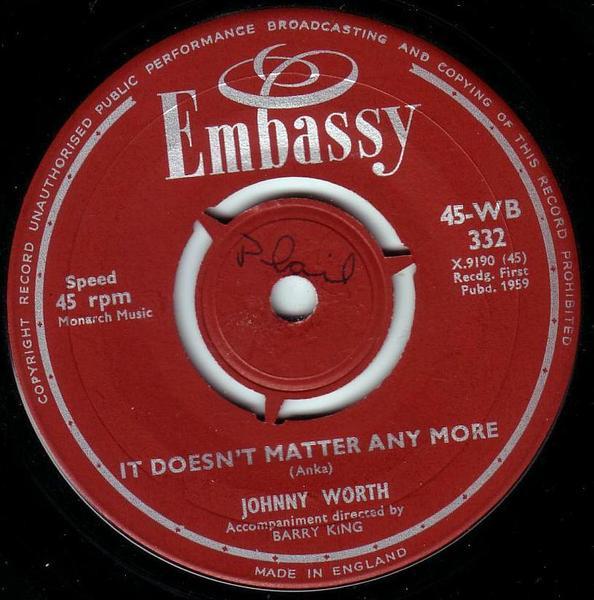 COPYRIGHT RECORD UNAUTHORISED PUBLIC PERFORMANCE BROADCASTING AND COPYING OF THIS RECORD PROHIBITED
Embassy
45-WB
332
X.9190 (45)
Recdg. First
Pubd. 1959
Speed
45 rpm
Monarch Music
Plail
IT DOESN'T MATTER ANY MORE
(Anka)
JOHNNY WORTH
Accompaniment directed by
BARRY KING
MADE IN ENGLAND